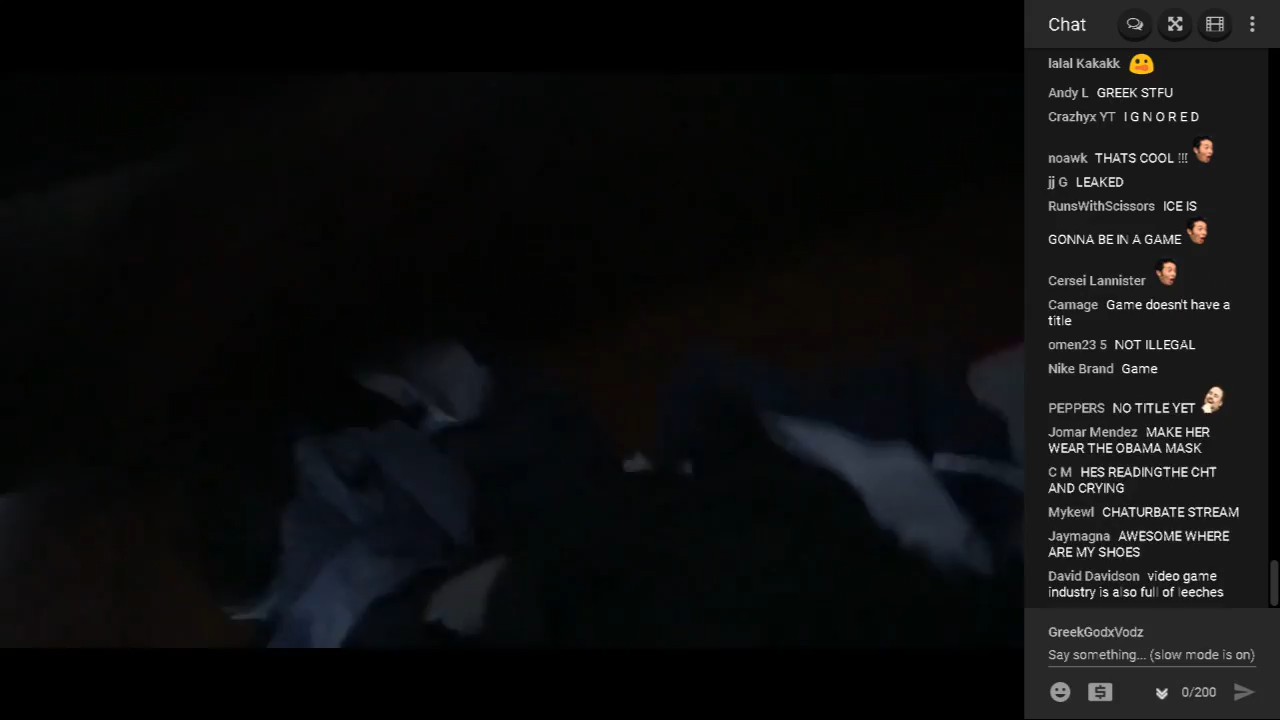 Chat
lalal Kakakk
Andy L GREEK STFU
Crazhyx YT I G N O R E D
noawk THATS COOL !!!
jj G LEAKED
RunsWithScissors ICE IS
GONNA BE IN A GAME
Cersei Lannister
Carnage Game doesn't have a
title
omen23 5 NOT ILLEGAL
Nike Brand Game
PEPPERS NO TITLE YET
Jomar Mendez MAKE HER
WEAR THE OBAMA MASK
C M HES READINGTHE CHT
AND CRYING
Mykewl CHATURBATE STREAM
Jaymagna AWESOME WHERE
ARE MY SHOES
David Davidson video game
industry is also full of leeches
GreekGodxVodz
Say something... (slow mode is on)
0/200